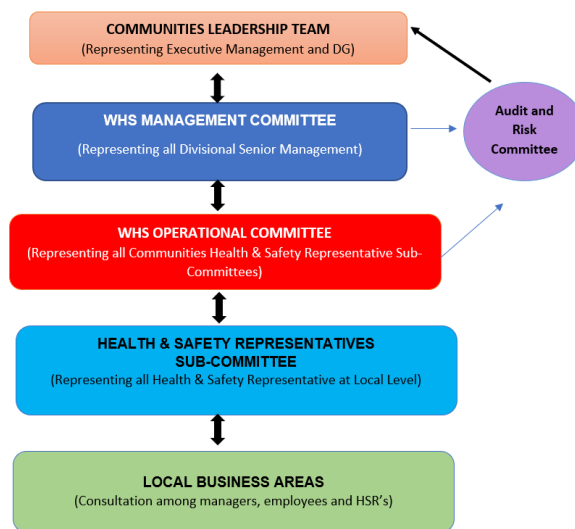 COMMUNITIES LEADERSHIP TEAM
(Representing Executive Management and DG)
WHS MANAGEMENT COMMITTEE
(Representing all Divisional Senior Management)
Audit and
Risk
Committee
WHS OPERATIONAL COMMITTEE
(Representing all Communities Health & Safety Representative Sub-
Committees)
HEALTH & SAFETY REPRESENTATIVES
SUB-COMMITTEE
(Representing all Health & Safety Representative at Local Level)
LOCAL BUSINESS AREAS
(Consultation among managers, employees and HSR's)